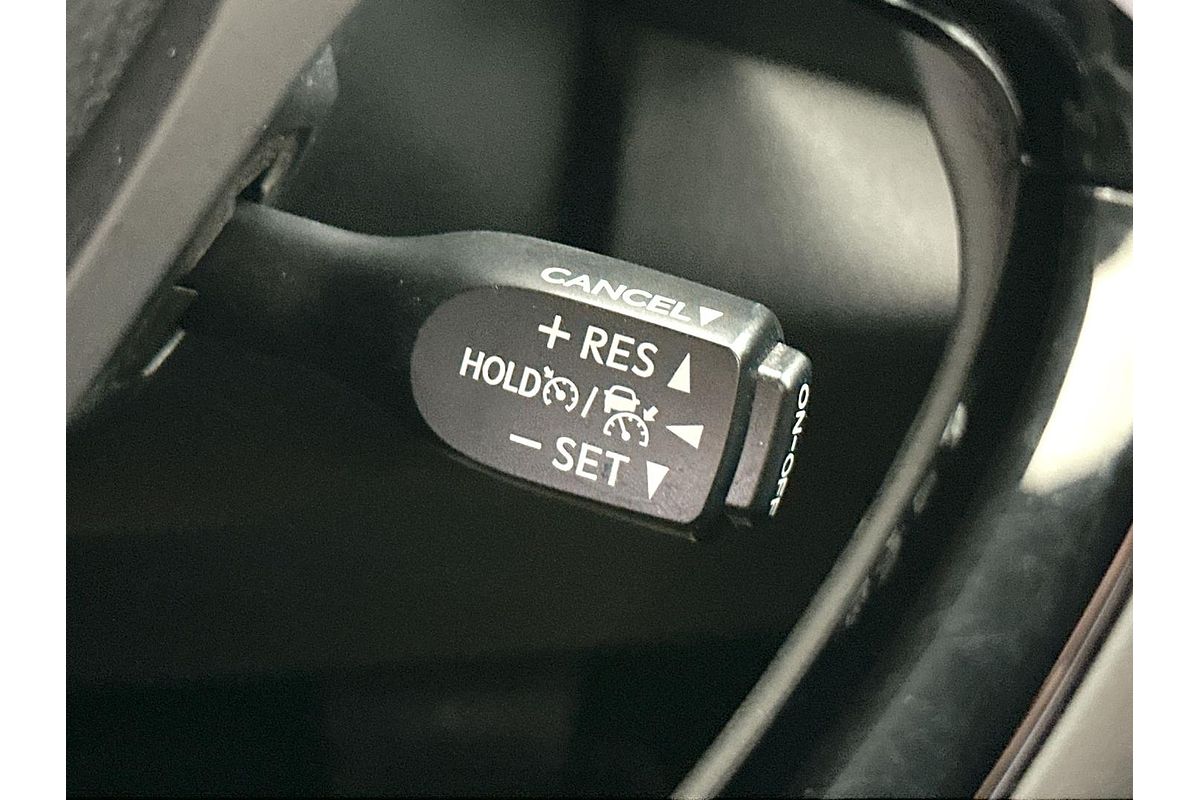 CANCEL▼
+ RES ▲
HOLD /
− SET ▼
ON-OFF